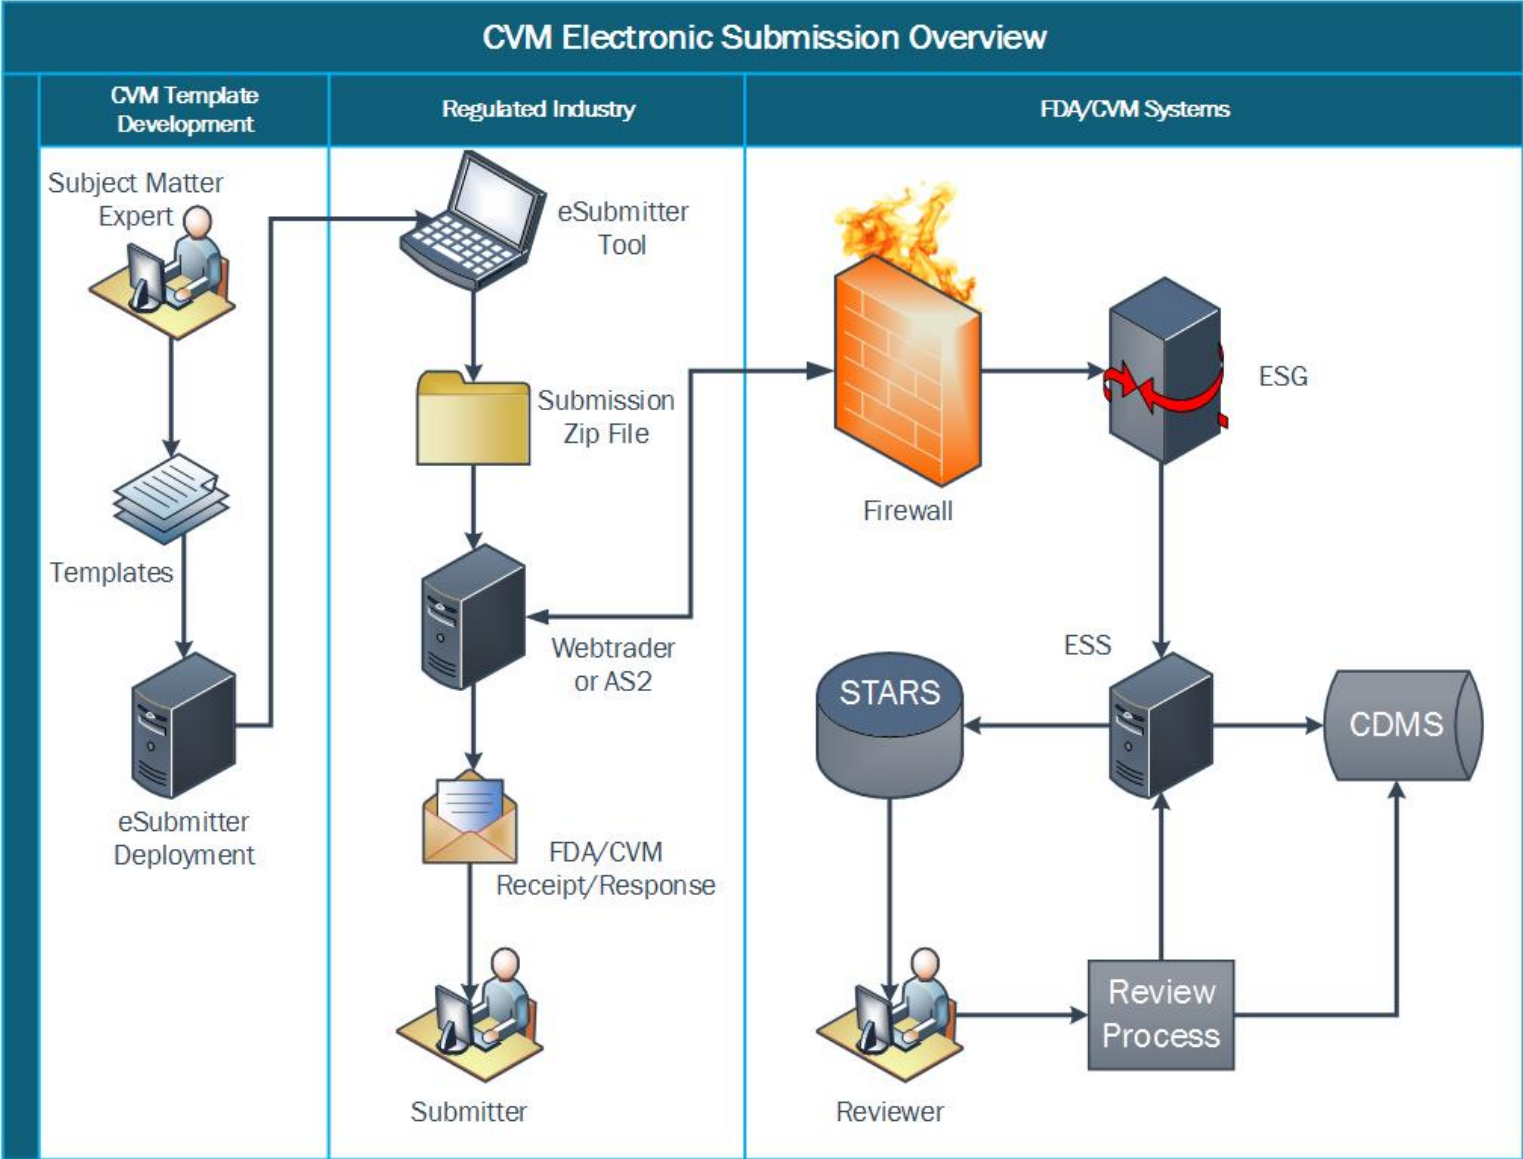 CVM Electronic Submission Overview
CVM Template
Development
Regulated Industry
FDA/CVM Systems
Subject Matter
Expert
Templates
eSubmitter
Deployment
eSubmitter
Tool
Submission
Zip File
Webtrader
or AS2
FDA/CVM
Receipt/Response
Submitter
Firewall
ESG
ESS
STARS
CDMS
Review
Process
Reviewer